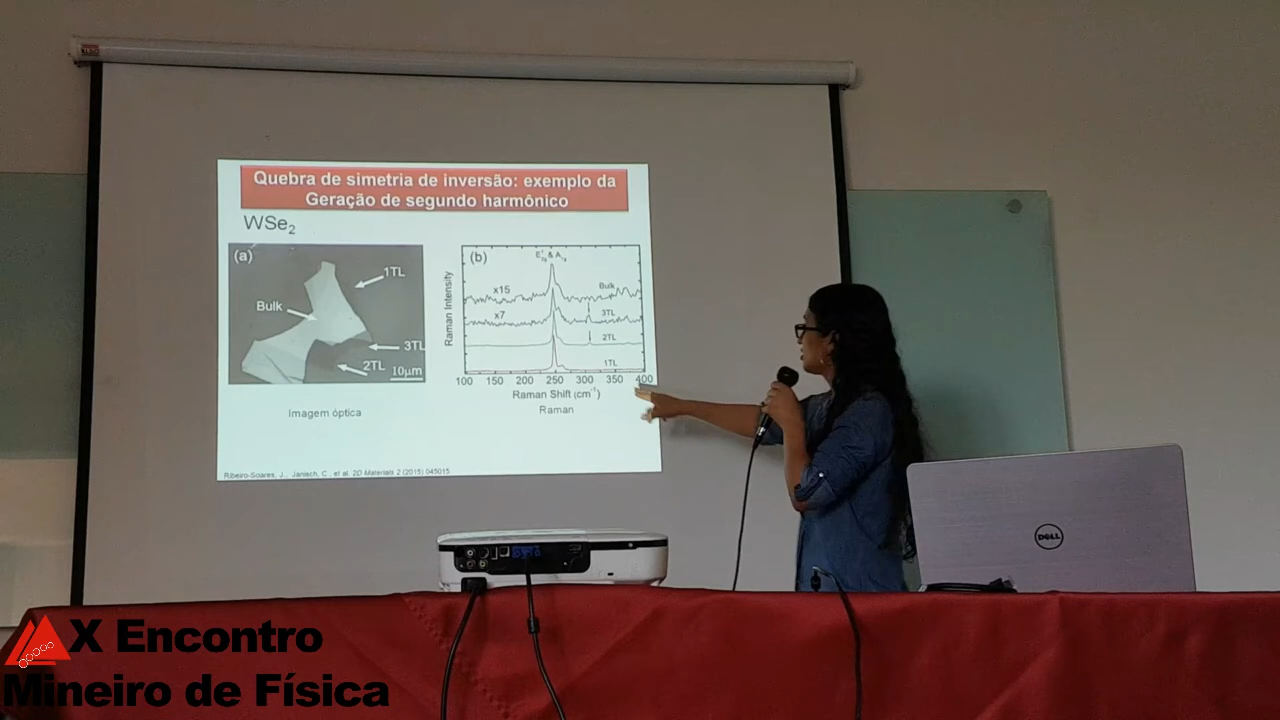 Quebra de simetria de inversão: exemplo da
Geração de segundo harmônico
WSe₂
(a)
1TL
Bulk
3TL
2TL
10µm
Imagem óptica
(b)
x15
Bulk
x7
3TL
2TL
1TL
Raman Intensity
100 150 200 250 300 350 400
Raman Shift (cm⁻¹)
Raman
Ribeiro-Soares, J., Janisch, C., et al. 2D Materials 2 (2015) 045015
DELL
X Encontro
Mineiro de Física